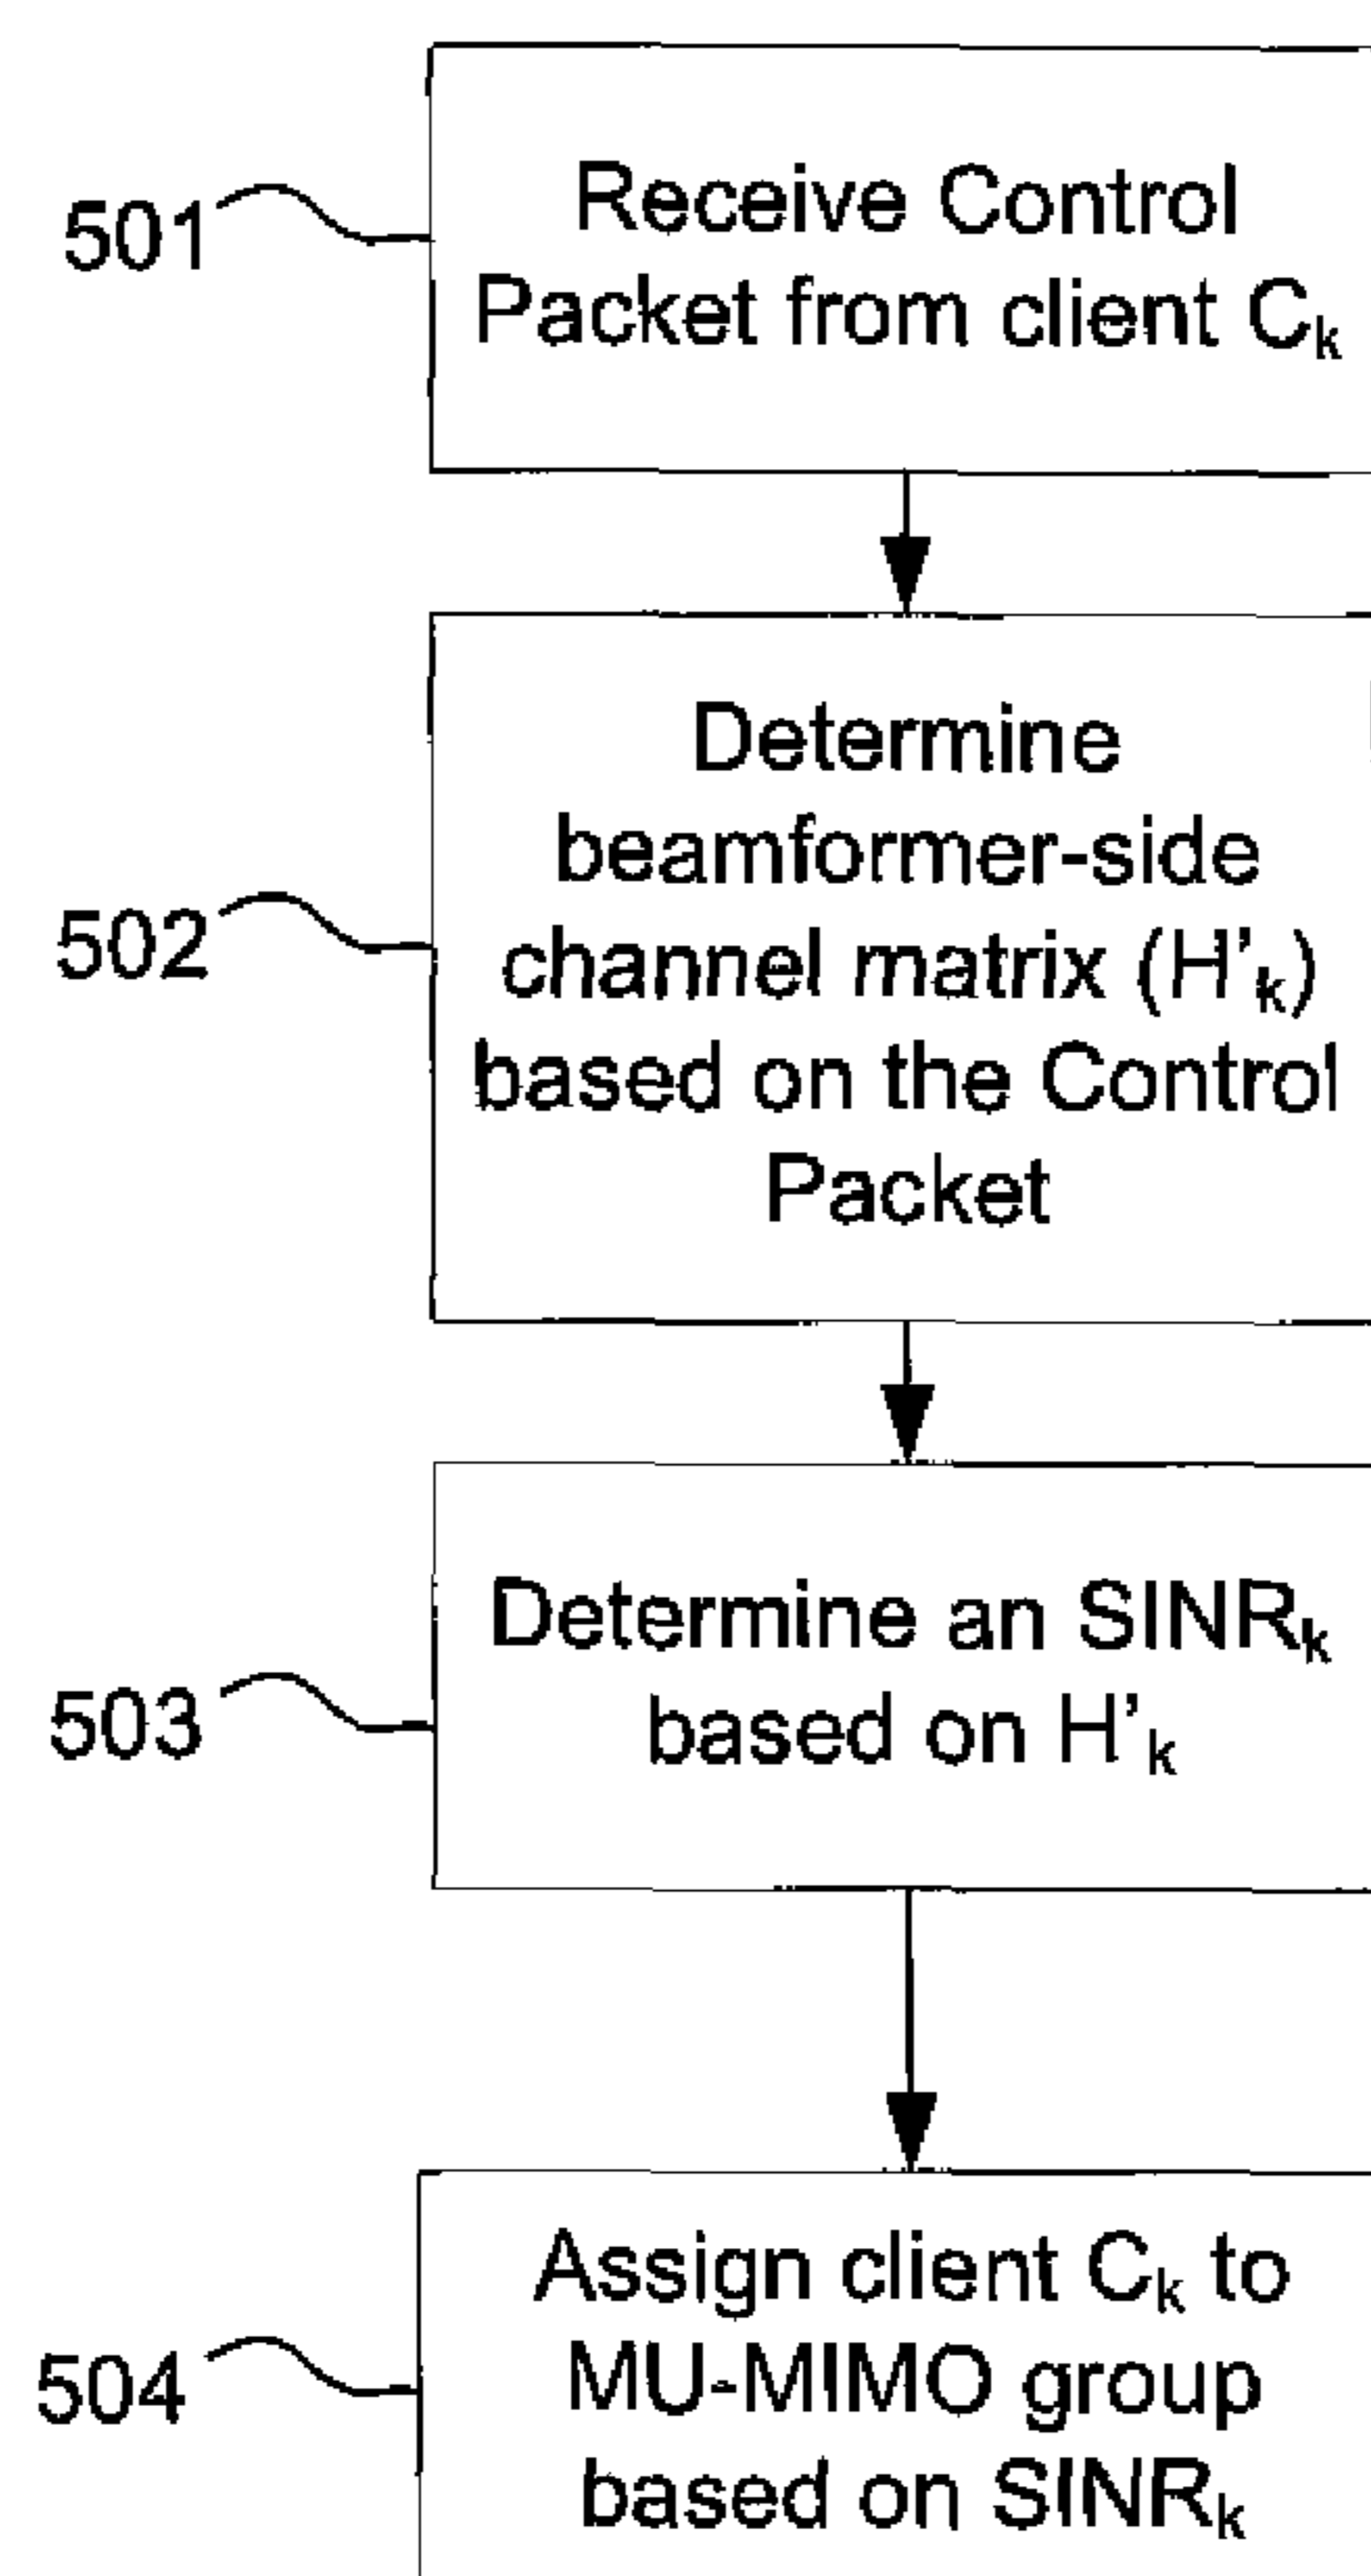 501
Receive Control
Packet from client Cₖ
502
Determine
beamformer-side
channel matrix (H'ₖ)
based on the Control
Packet
503
Determine an SINRₖ
based on H'ₖ
504
Assign client Cₖ to
MU-MIMO group
based on SINRₖ